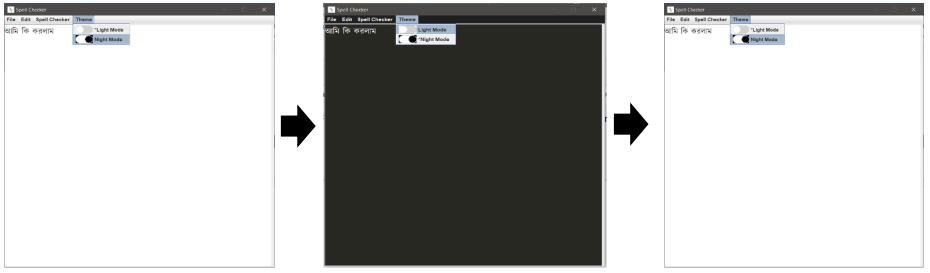 Spell Checker
File Edit Spell Checker Theme
আমি কি করলাম
*Light Mode
Night Mode
Spell Checker
File Edit Spell Checker Theme
আমি কি করলাম
Light Mode
*Night Mode
Spell Checker
File Edit Spell Checker Theme
আমি কি করলাম
*Light Mode
Night Mode